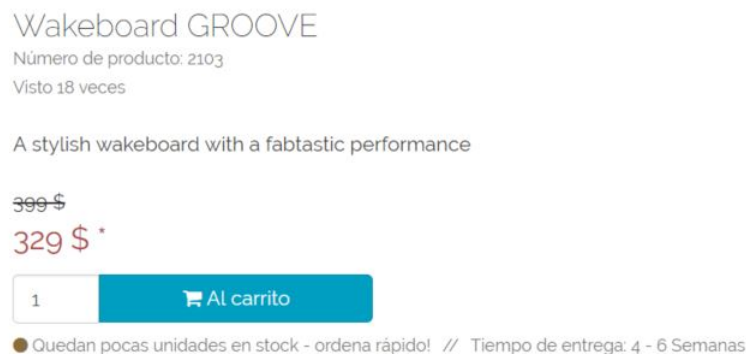 Wakeboard GROOVE
Número de producto: 2103
Visto 18 veces
A stylish wakeboard with a fabtastic performance
399 $
329 $ *
1
Al carrito
Quedan pocas unidades en stock - ordena rápido! // Tiempo de entrega: 4 - 6 Semanas